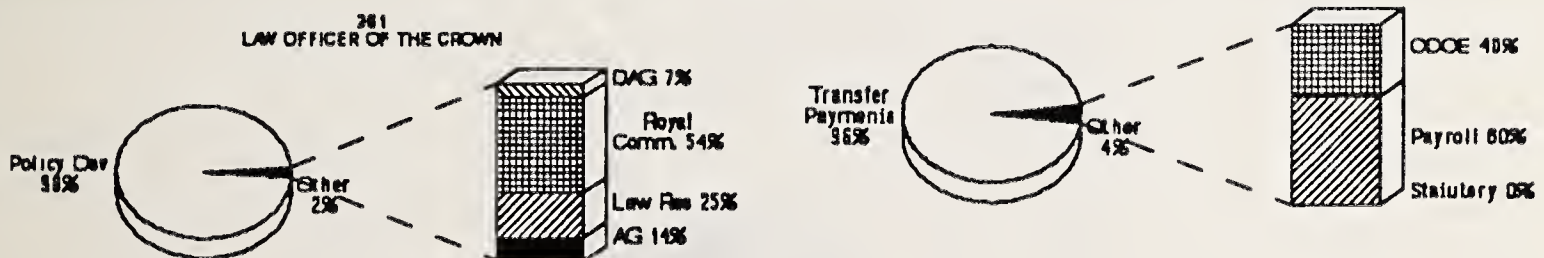 LAW OFFICER OF THE CROWN
Policy Dev
98%
Other
2%
DAG 7%
Royal
Comm. 54%
Law Res 25%
AG 14%
Transfer
Payments
96%
Other
4%
ODOE 40%
Payroll 60%
Statutory 0%